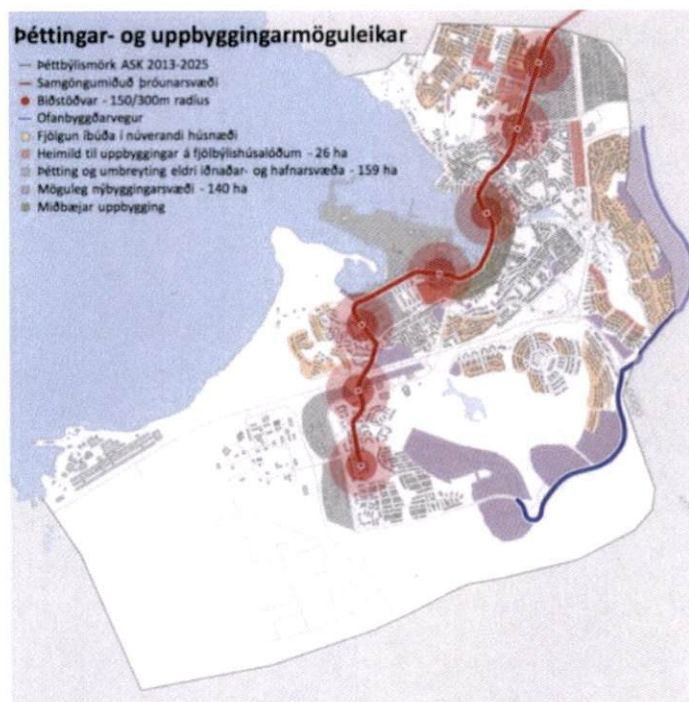 Þéttingar- og uppbyggingarmöguleikar
Þéttbýlismörk ASK 2013-2025
Samgöngumiðuð þróunarsvæði
Biðstöðvar - 150/300m radíus
Ofanbyggðarvegur
Fjölgun íbúða í núverandi húsnæði
Heimild til uppbyggingar á fjölbýlishúsalóðum - 26 ha
Þétting og umbreyting eldri iðnaðar- og hafnarsvæða - 159 ha
Möguleg nýbyggingarsvæði - 140 ha
Miðbæjar uppbygging